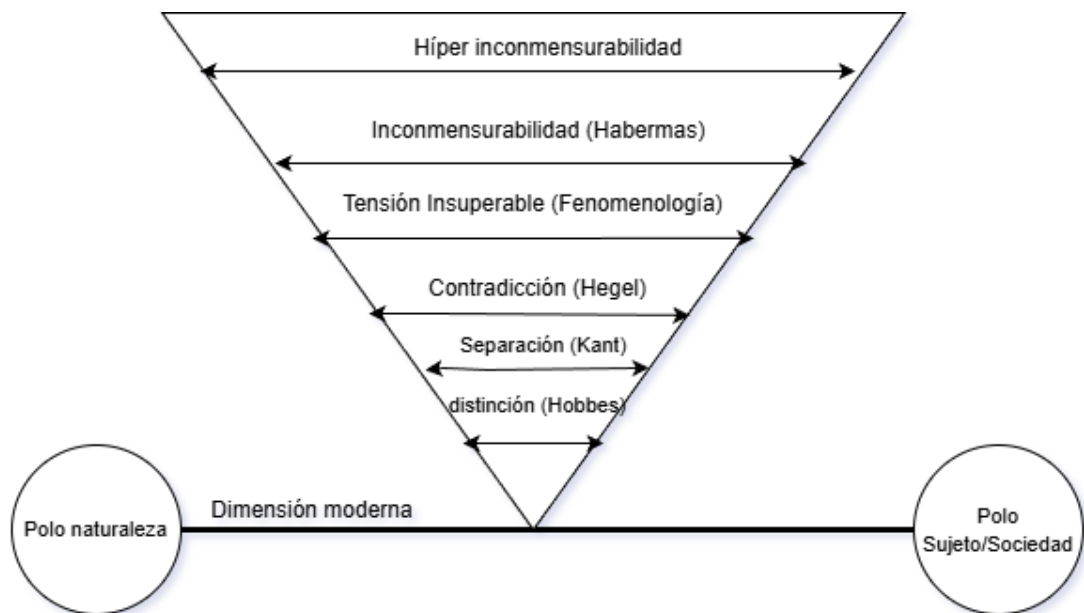 Híper inconmensurabilidad
Inconmensurabilidad (Habermas)
Tensión Insuperable (Fenomenología)
Contradicción (Hegel)
Separación (Kant)
distinción (Hobbes)
Dimensión moderna
Polo naturaleza
Polo
Sujeto/Sociedad